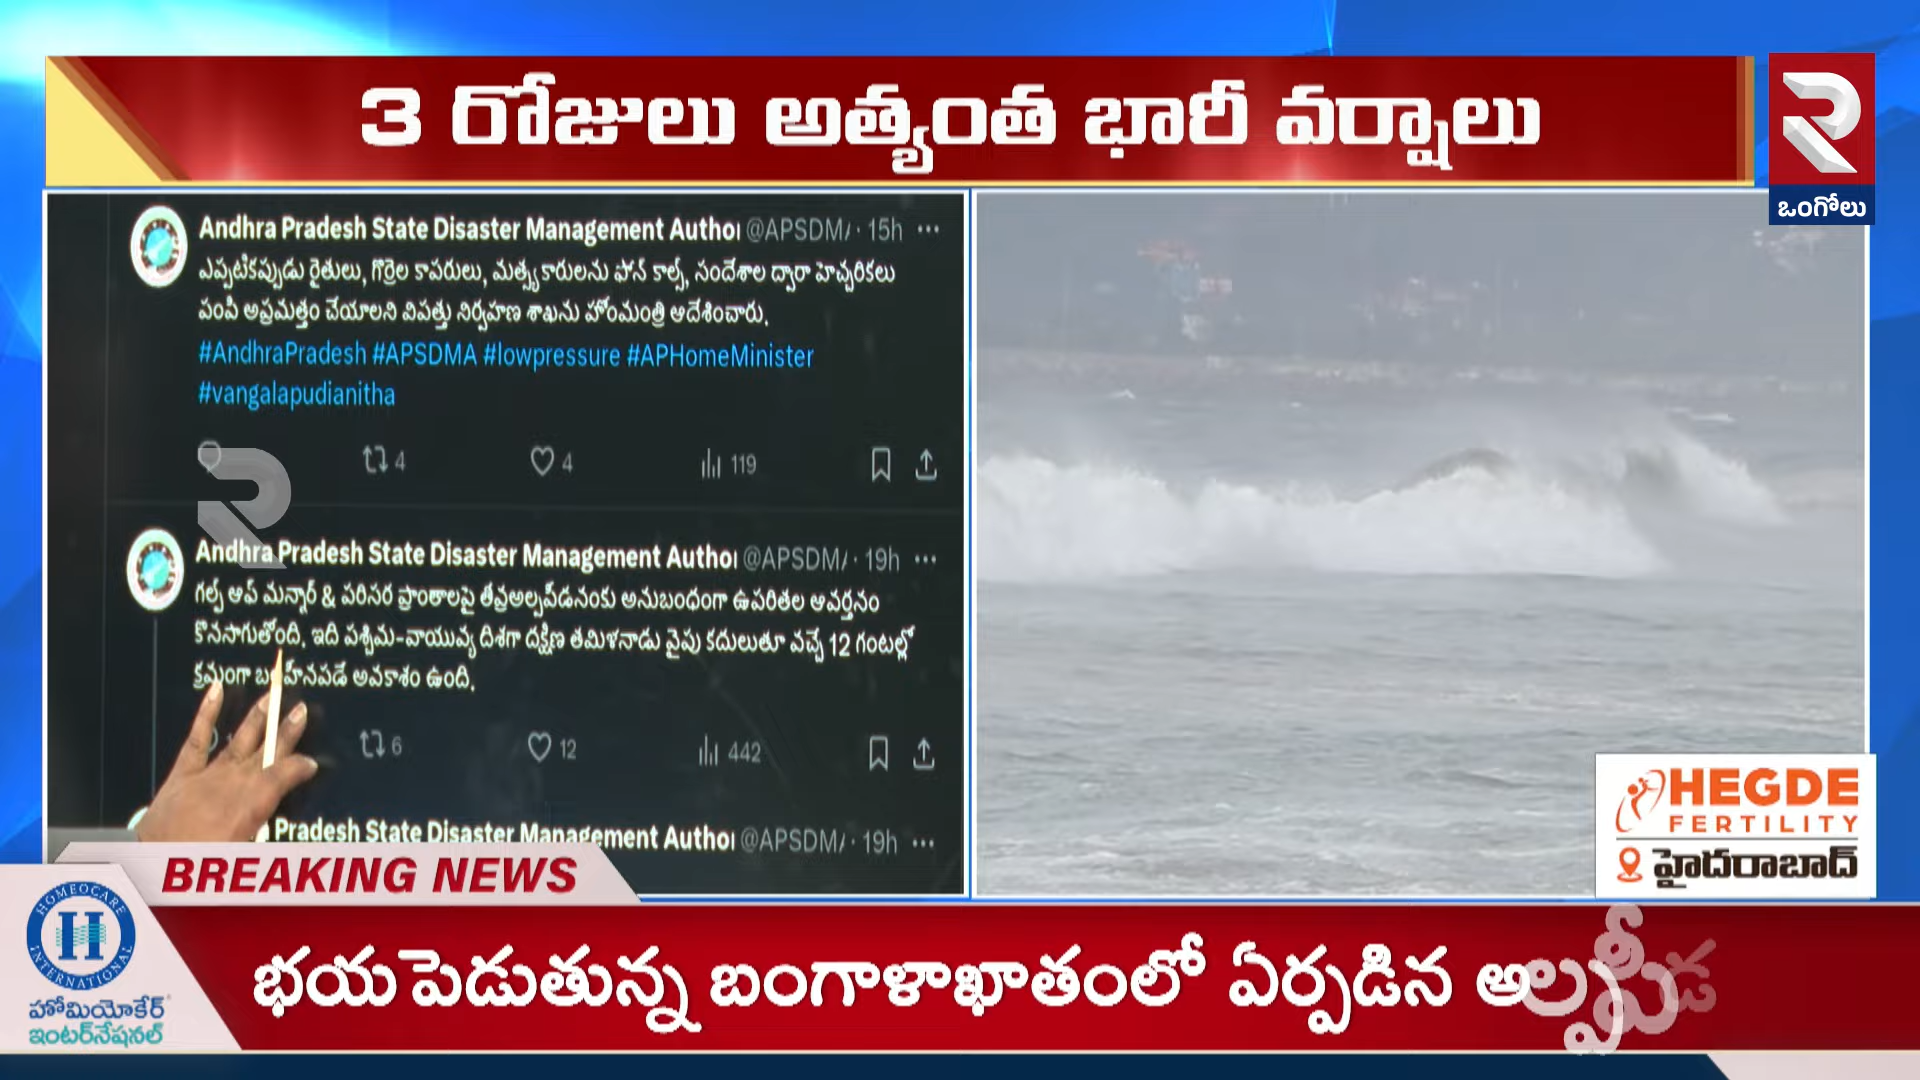 3 రోజులు అత్యంత భారీ వర్షాలు
ఒంగోలు
Andhra Pradesh State Disaster Management Autho @APSDM · 15h
ఎప్పటికప్పుడు రైతులు, గొర్రెల కాపరులు, మత్స్యకారులను ఫోన్ కాల్స్, సందేశాల ద్వారా హెచ్చరికలు
పంపి అప్రమత్తం చేయాలని విపత్తు నిర్వహణ శాఖను హోంమంత్రి ఆదేశించారు.
#AndhraPradesh #APSDMA #lowpressure #APHomeMinister
#vangalapudianitha
4 4 119
Andhra Pradesh State Disaster Management Autho @APSDM · 19h
గల్ఫ్ ఆఫ్ మన్నార్ & పరిసర ప్రాంతాలపై తీవ్రఅల్పపీడనంకు అనుబంధంగా ఉపరితల ఆవర్తనం
కొనసాగుతోంది. ఇది పశ్చిమ-వాయువ్య దిశగా దక్షిణ తమిళనాడు వైపు కదులుతూ వచ్చే 12 గంటల్లో
క్రమంగా అవకాశం ఉంది.
6 12 442
Pradesh State Disaster Management Autho @APSDM · 19h
HEGDE
FERTILITY
హైదరాబాద్
BREAKING NEWS
HOMEOCARE
INTERNATIONAL
హోమియోకేర్
ఇంటర్‌నేషనల్
భయపెడుతున్న బంగాళాఖాతంలో ఏర్పడిన అల్పపీడ